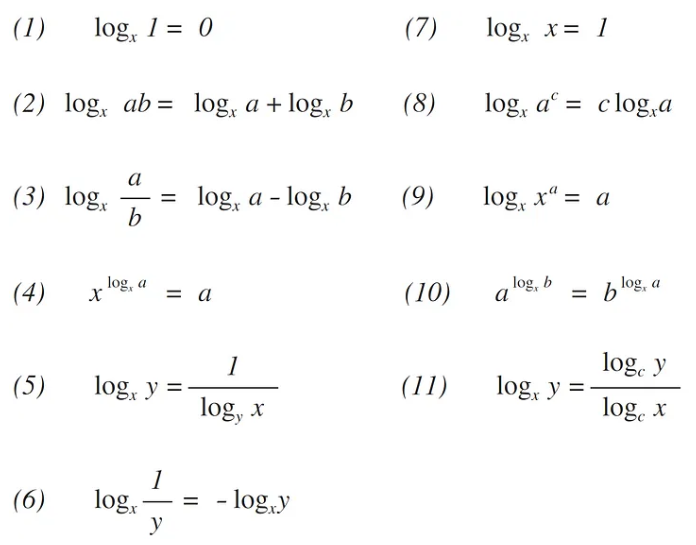 (1) logₓ 1 = 0
(7) logₓ x = 1
(2) logₓ ab = logₓ a + logₓ b
(8) logₓ aᶜ = c logₓa
(3) logₓ a/b = logₓ a - logₓ b
(9) logₓ xᵃ = a
(4) x^(logₓ a) = a
(10) a^(logₓ b) = b^(logₓ a)
(5) logₓ y = 1/(log_y x)
(11) logₓ y = (log_c y)/(log_c x)
(6) logₓ 1/y = - logₓy